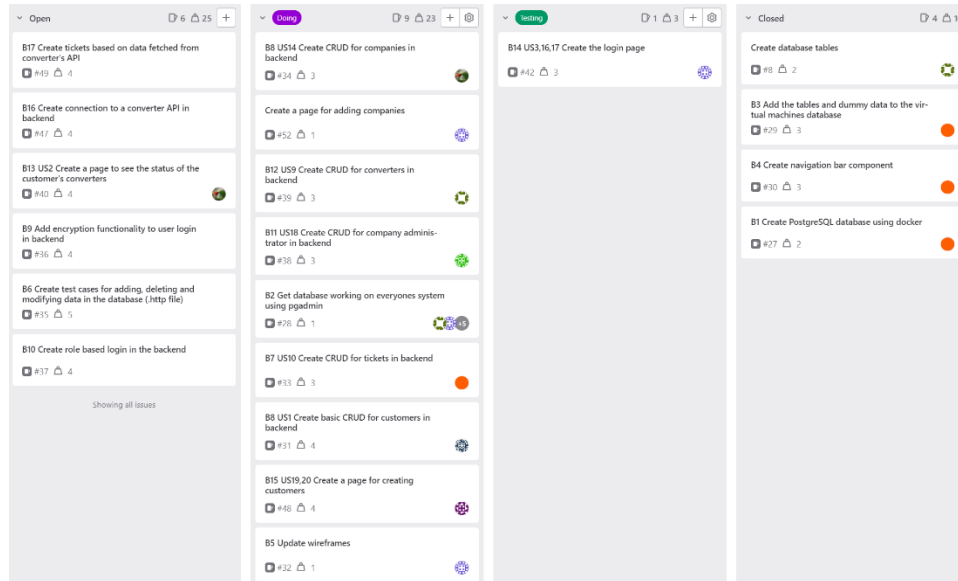 Open 6 25 +
B17 Create tickets based on data fetched from
converter's API
#49 4
B16 Create connection to a converter API in
backend
#47 4
B13 US2 Create a page to see the status of the
customer's converters
#40 4
B9 Add encryption functionality to user login
in backend
#36 4
B6 Create test cases for adding, deleting and
modifying data in the database (.http file)
#35 5
B10 Create role based login in the backend
#37 4
Showing all issues
Doing 9 23 +
B8 US14 Create CRUD for companies in
backend
#34 3
Create a page for adding companies
#52 1
B12 US9 Create CRUD for converters in
backend
#39 3
B11 US18 Create CRUD for company adminis-
trator in backend
#38 3
B2 Get database working on everyones system
using pgadmin
#28 1 +5
B7 US10 Create CRUD for tickets in backend
#33 3
B8 US1 Create basic CRUD for customers in
backend
#31 4
B15 US19,20 Create a page for creating
customers
#48 4
B5 Update wireframes
#32 1
Testing 1 3 +
B14 US3,16,17 Create the login page
#42 3
Closed 4
Create database tables
#8 2
B3 Add the tables and dummy data to the vir-
tual machines database
#29 3
B4 Create navigation bar component
#30 3
B1 Create PostgreSQL database using docker
#27 2